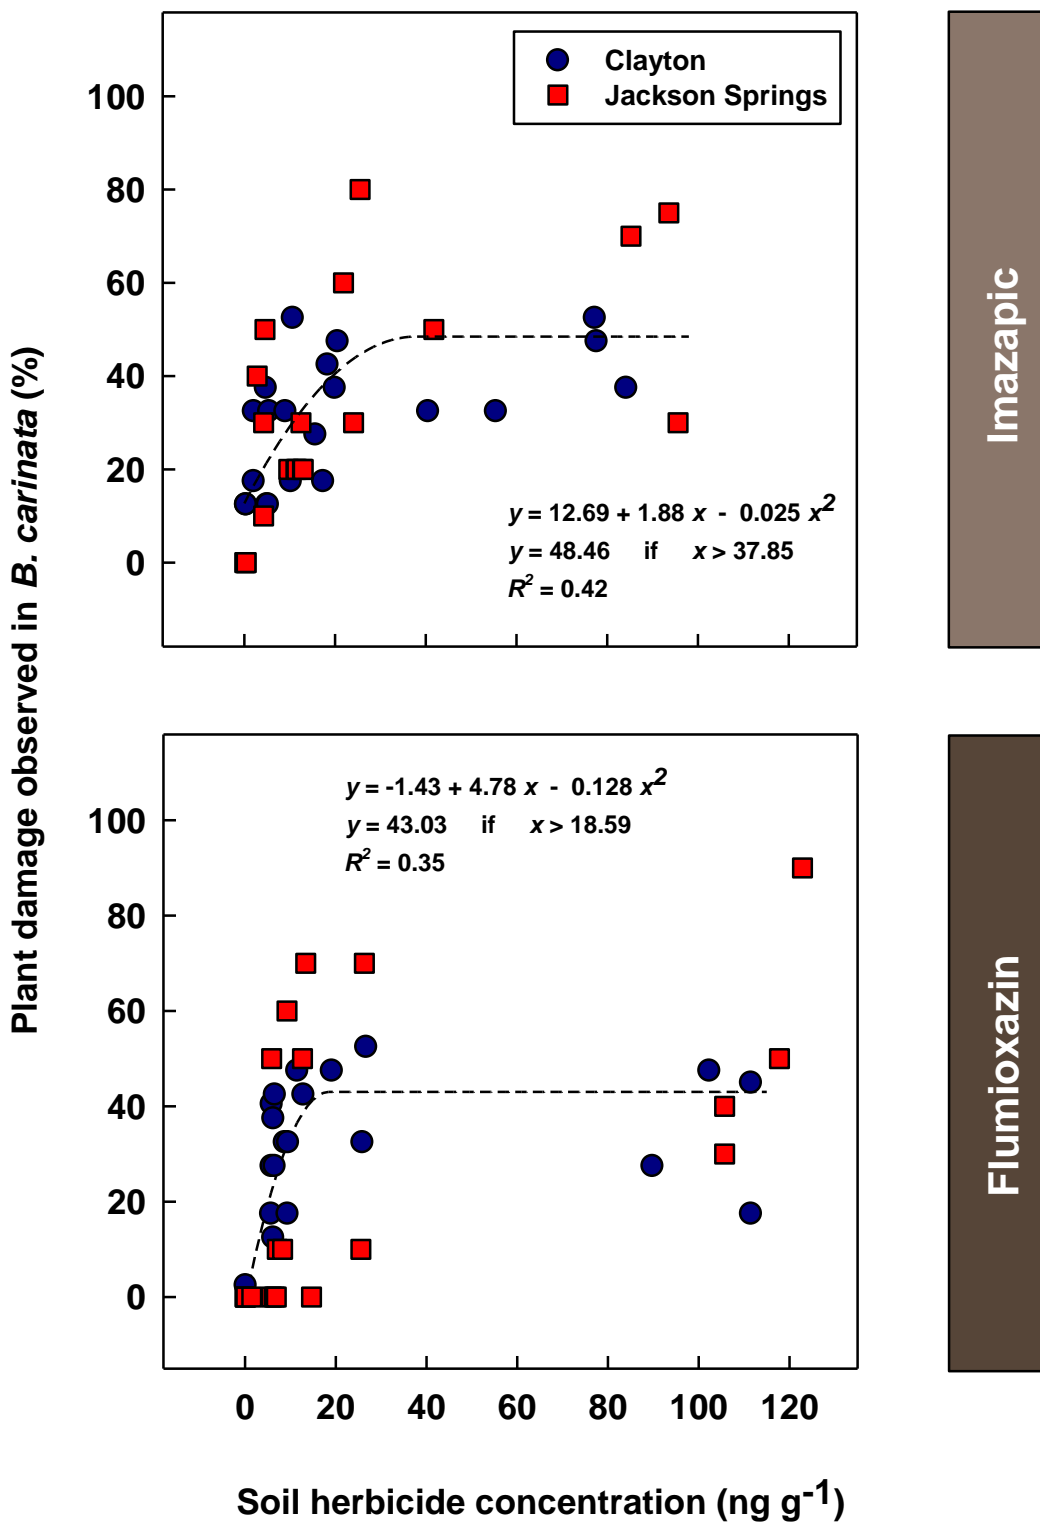 Clayton
Jackson Springs
100
80
60
40
20
0
y = 12.69 + 1.88 x - 0.025 x²
y = 48.46 if x > 37.85
R² = 0.42
Imazapic
Plant damage observed in B. carinata (%)
y = -1.43 + 4.78 x - 0.128 x²
y = 43.03 if x > 18.59
R² = 0.35
100
80
60
40
20
0
Flumioxazin
0 20 40 60 80 100 120
Soil herbicide concentration (ng g⁻¹)